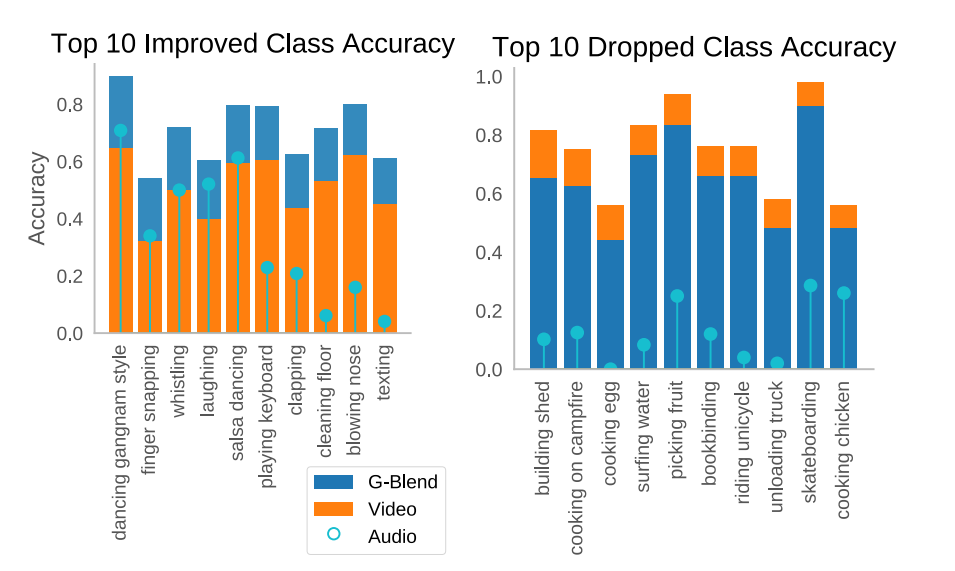 Top 10 Improved Class Accuracy
Accuracy
0.8
0.6
0.4
0.2
0.0
dancing gangnam style
finger snapping
whistling
laughing
salsa dancing
playing keyboard
clapping
cleaning floor
blowing nose
texting
G-Blend
Video
Audio
Top 10 Dropped Class Accuracy
1.0
0.8
0.6
0.4
0.2
0.0
building shed
cooking on campfire
cooking egg
surfing water
picking fruit
bookbinding
riding unicycle
unloading truck
skateboarding
cooking chicken